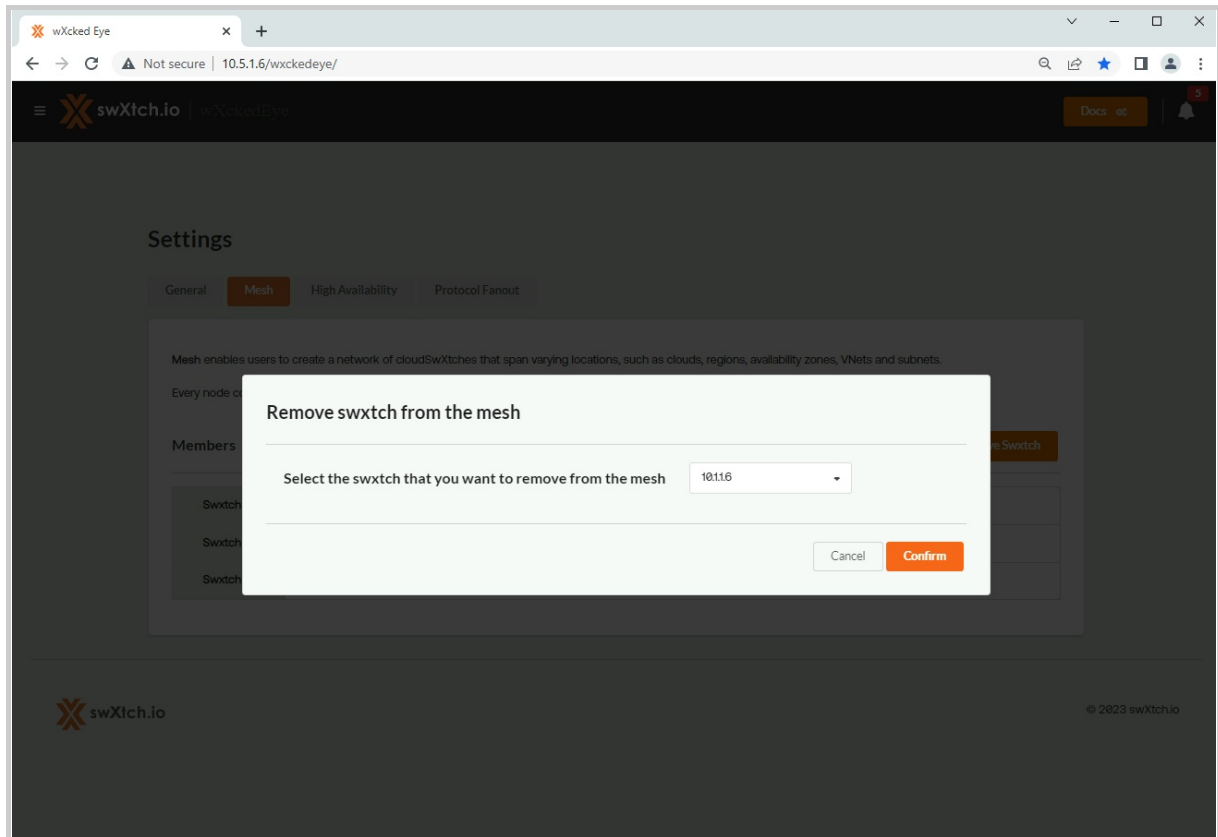 wXcked Eye
Not secure | 10.5.1.6/wxckedeye/
swXtch.io | wXckedEye
Docs
5
Settings
General Mesh High Availability Protocol Fanout
Mesh enables users to create a network of cloudSwXtches that span varying locations, such as clouds, regions, availability zones, VNets and subnets.
Every node
Remove swxtch from the mesh
Members
Swxtch
Select the swxtch that you want to remove from the mesh 10.1.1.6
Swxtch
Swxtch
Cancel Confirm
Swxtch
swXtch.io
© 2023 swXtch.io